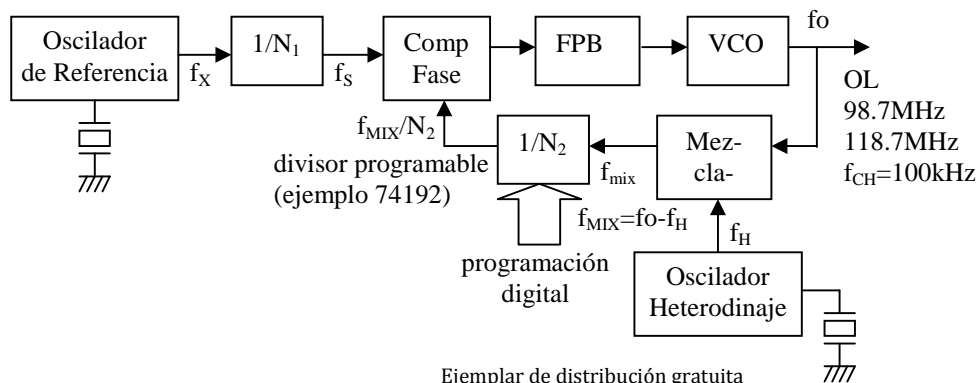 Oscilador
de Referencia
f_X
1/N_1
f_S
Comp
Fase
FPB
VCO
fo
OL
98.7MHz
118.7MHz
f_CH=100kHz
f_MIX/N_2
divisor programable
(ejemplo 74192)
1/N_2
f_mix
Mez-
cla-
f_MIX=fo-f_H
f_H
programación
digital
Oscilador
Heterodinaje
Ejemplar de distribución gratuita